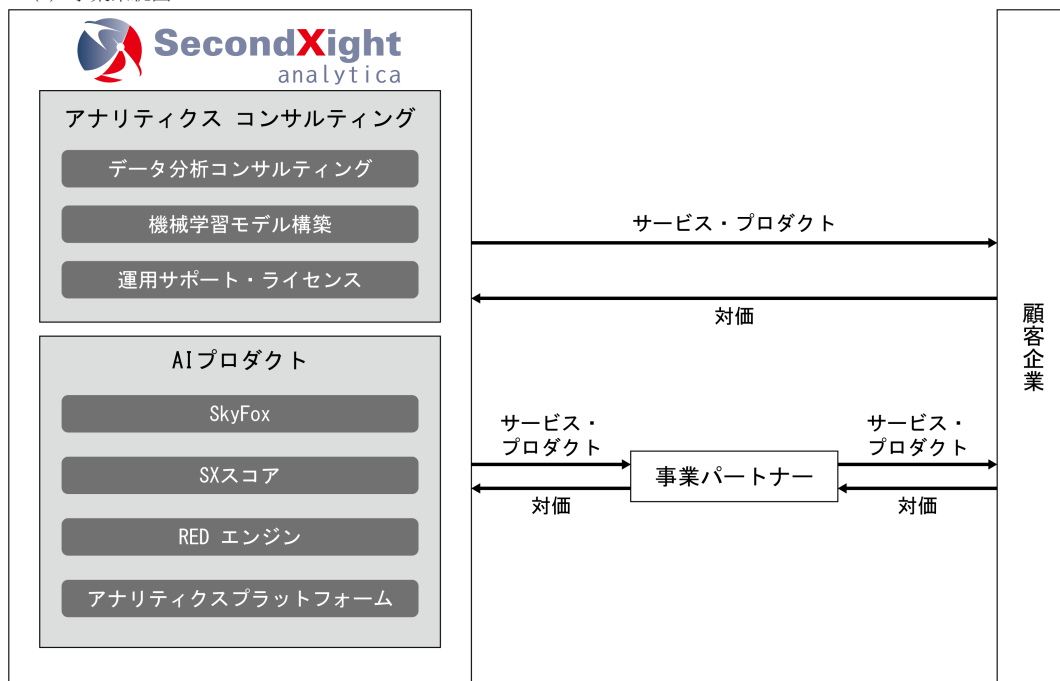 SecondXight
analytica
アナリティクス コンサルティング
データ分析コンサルティング
機械学習モデル構築
運用サポート・ライセンス
AIプロダクト
SkyFox
SXスコア
RED エンジン
アナリティクスプラットフォーム
サービス・プロダクト
対価
サービス・
プロダクト
対価
事業パートナー
サービス・
プロダクト
対価
顧客企業